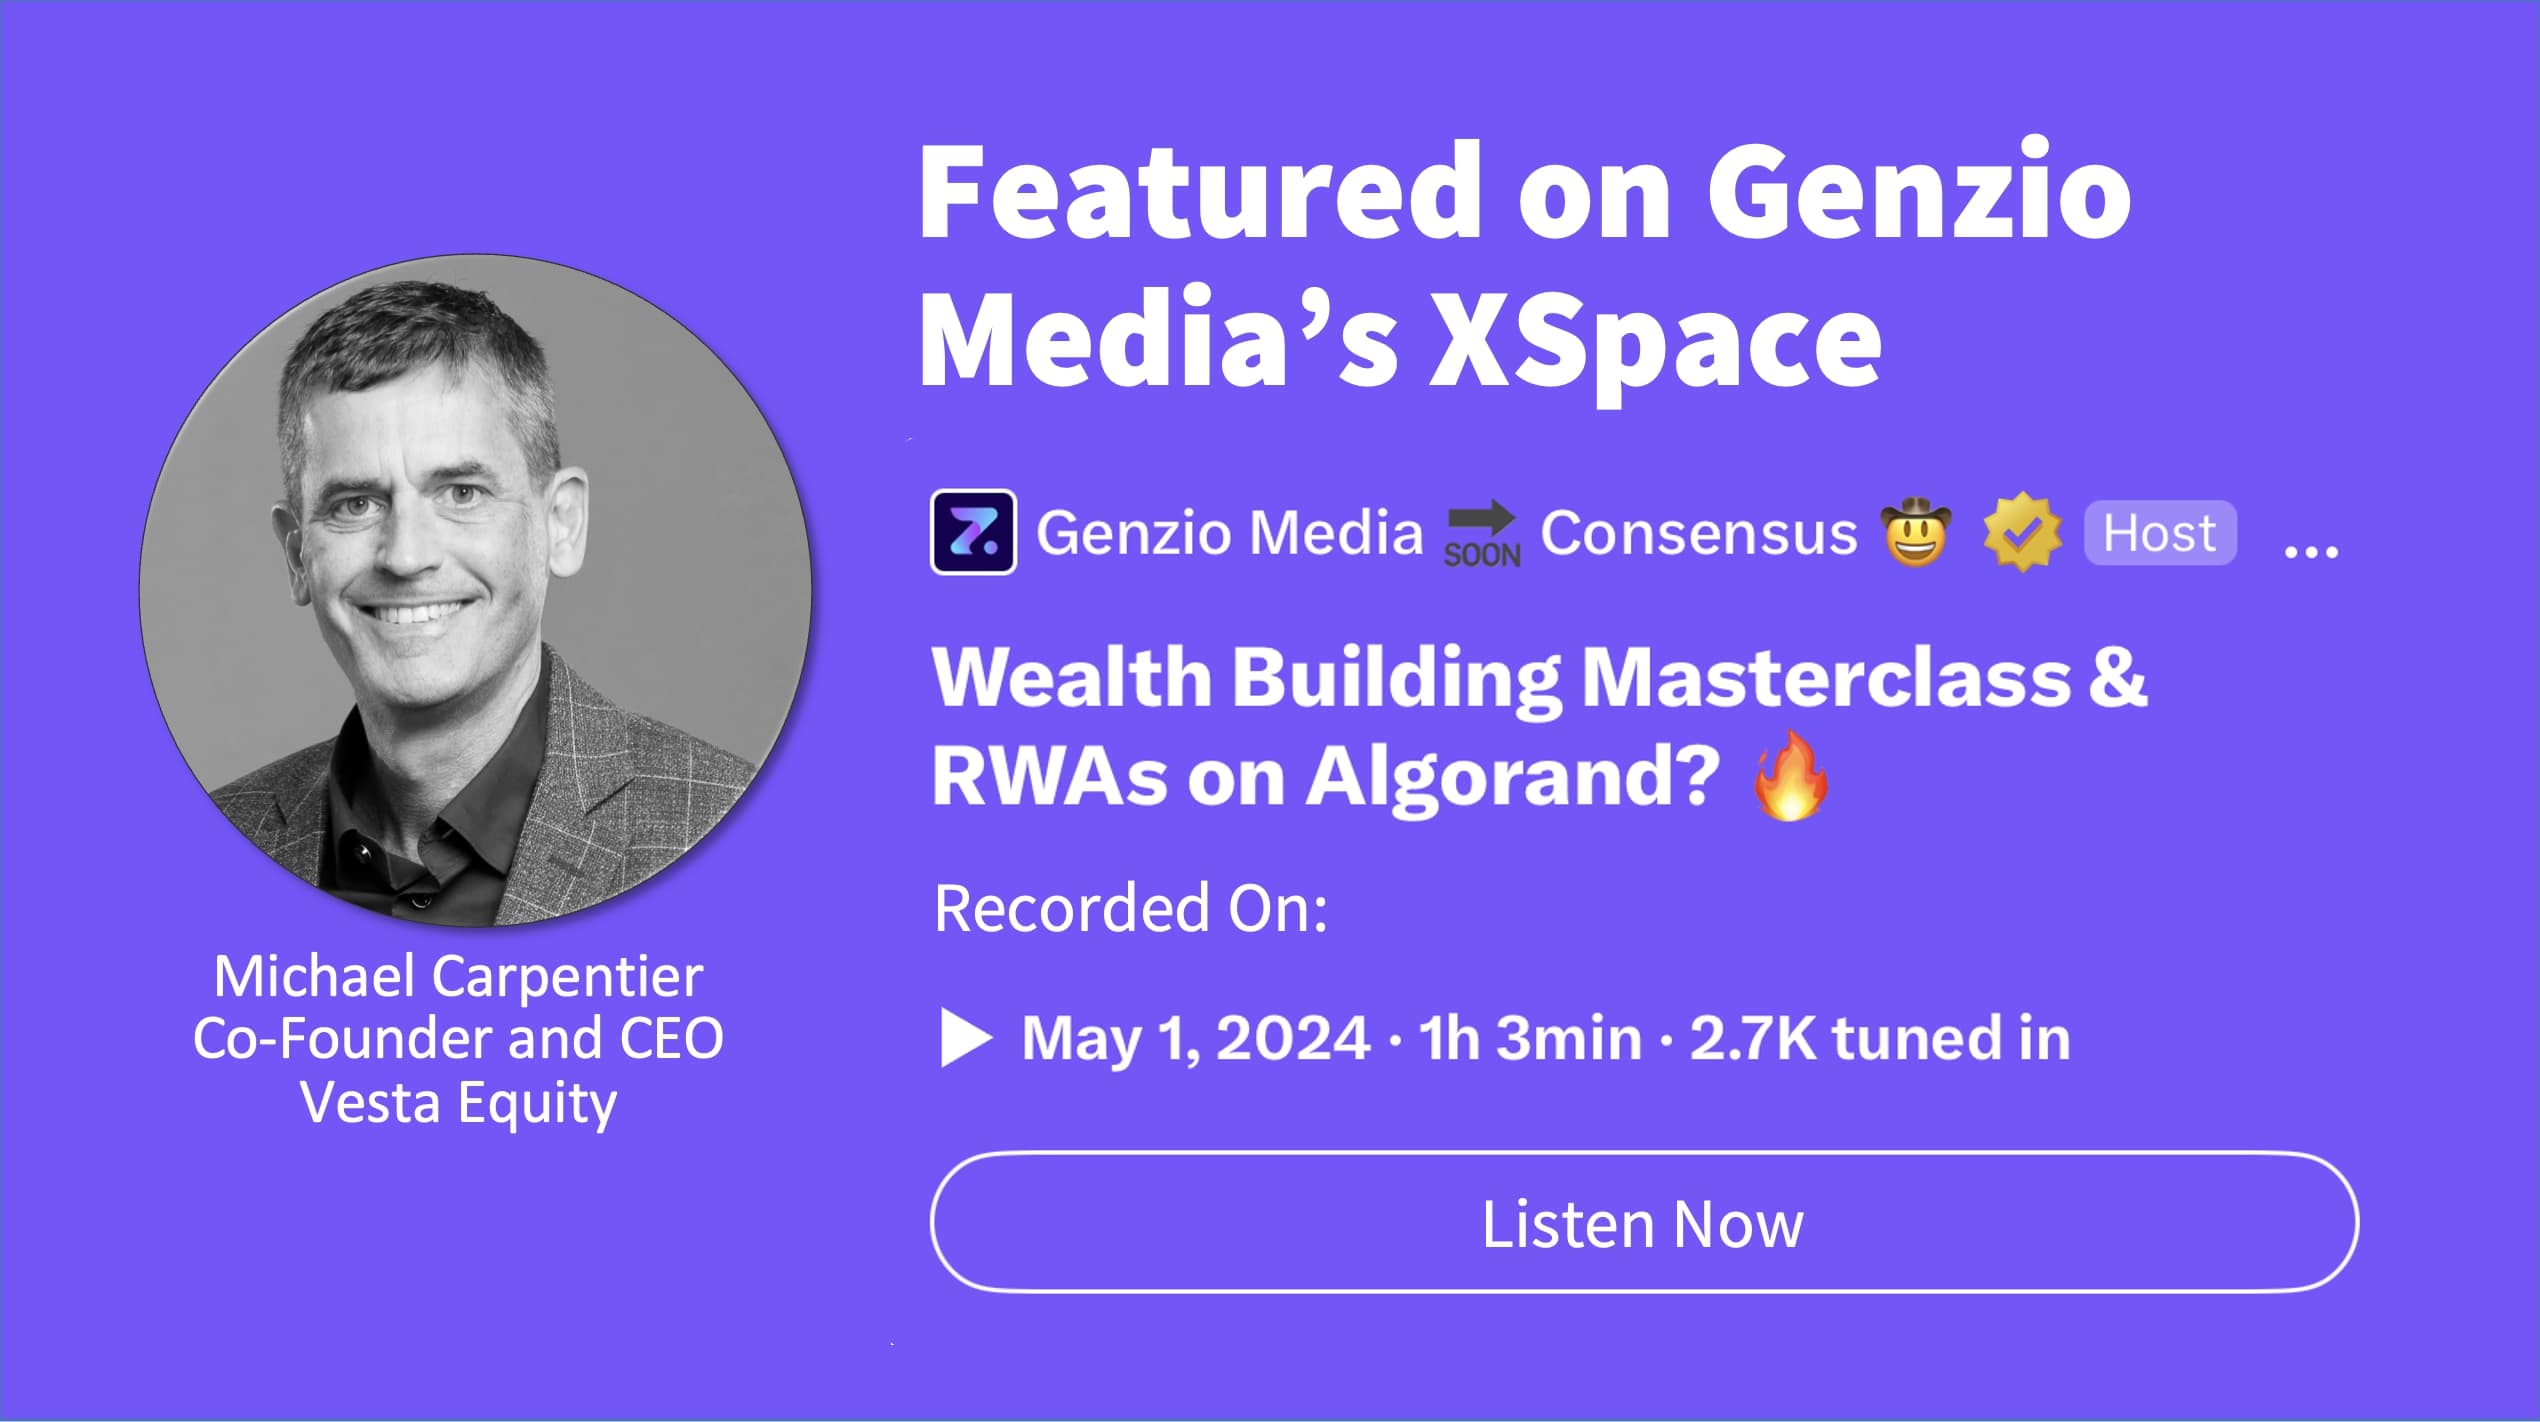 Featured on Genzio
Media’s XSpace
Genzio Media 🔜 Consensus 🤠 Host ...
Wealth Building Masterclass &
RWAs on Algorand? 🔥
Recorded On:
May 1, 2024 · 1h 3min · 2.7K tuned in
Listen Now
Michael Carpentier
Co-Founder and CEO
Vesta Equity